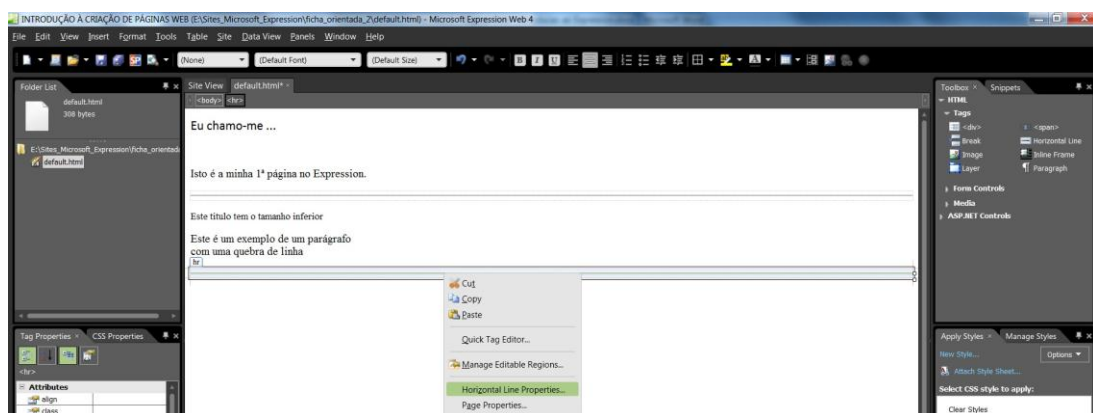 INTRODUÇÃO À CRIAÇÃO DE PÁGINAS WEB (E:\Sites_Microsoft_Expression\ficha_orientada_2\default.html) - Microsoft Expression Web 4
File Edit View Insert Format Tools Table Site Data View Panels Window Help
(None) (Default Font) (Default Size)
Folder List
default.html
308 bytes
E:\Sites_Microsoft_Expression\ficha_orientad
default.html
Site View default.html*
<body> <hr>
Eu chamo-me ...
Isto é a minha 1ª página no Expression.
Este titulo tem o tamanho inferior
Este é um exemplo de um parágrafo
com uma quebra de linha
hr
Cut
Copy
Paste
Quick Tag Editor...
Manage Editable Regions...
Horizontal Line Properties...
Page Properties...
Toolbox Snippets
HTML
Tags
<div> <span>
Break Horizontal Line
Image Inline Frame
Layer Paragraph
Form Controls
Media
ASP.NET Controls
Tag Properties CSS Properties
<hr>
Attributes
align
class
Apply Styles Manage Styles
New Style... Options
Attach Style Sheet...
Select CSS style to apply:
Clear Styles